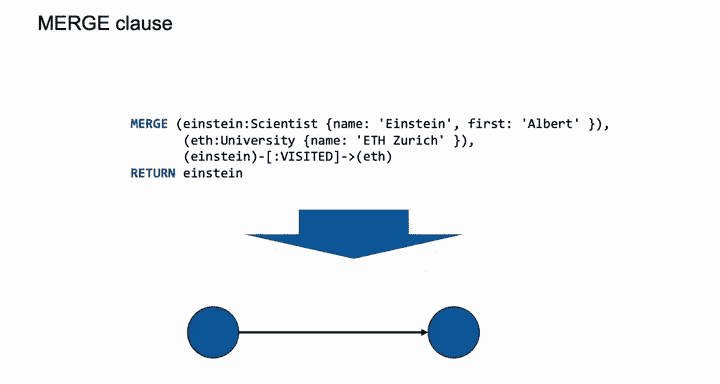 MERGE clause
MERGE (einstein:Scientist {name: 'Einstein', first: 'Albert' }),
(eth:University {name: 'ETH Zurich' }),
(einstein)-[:VISITED]->(eth)
RETURN einstein